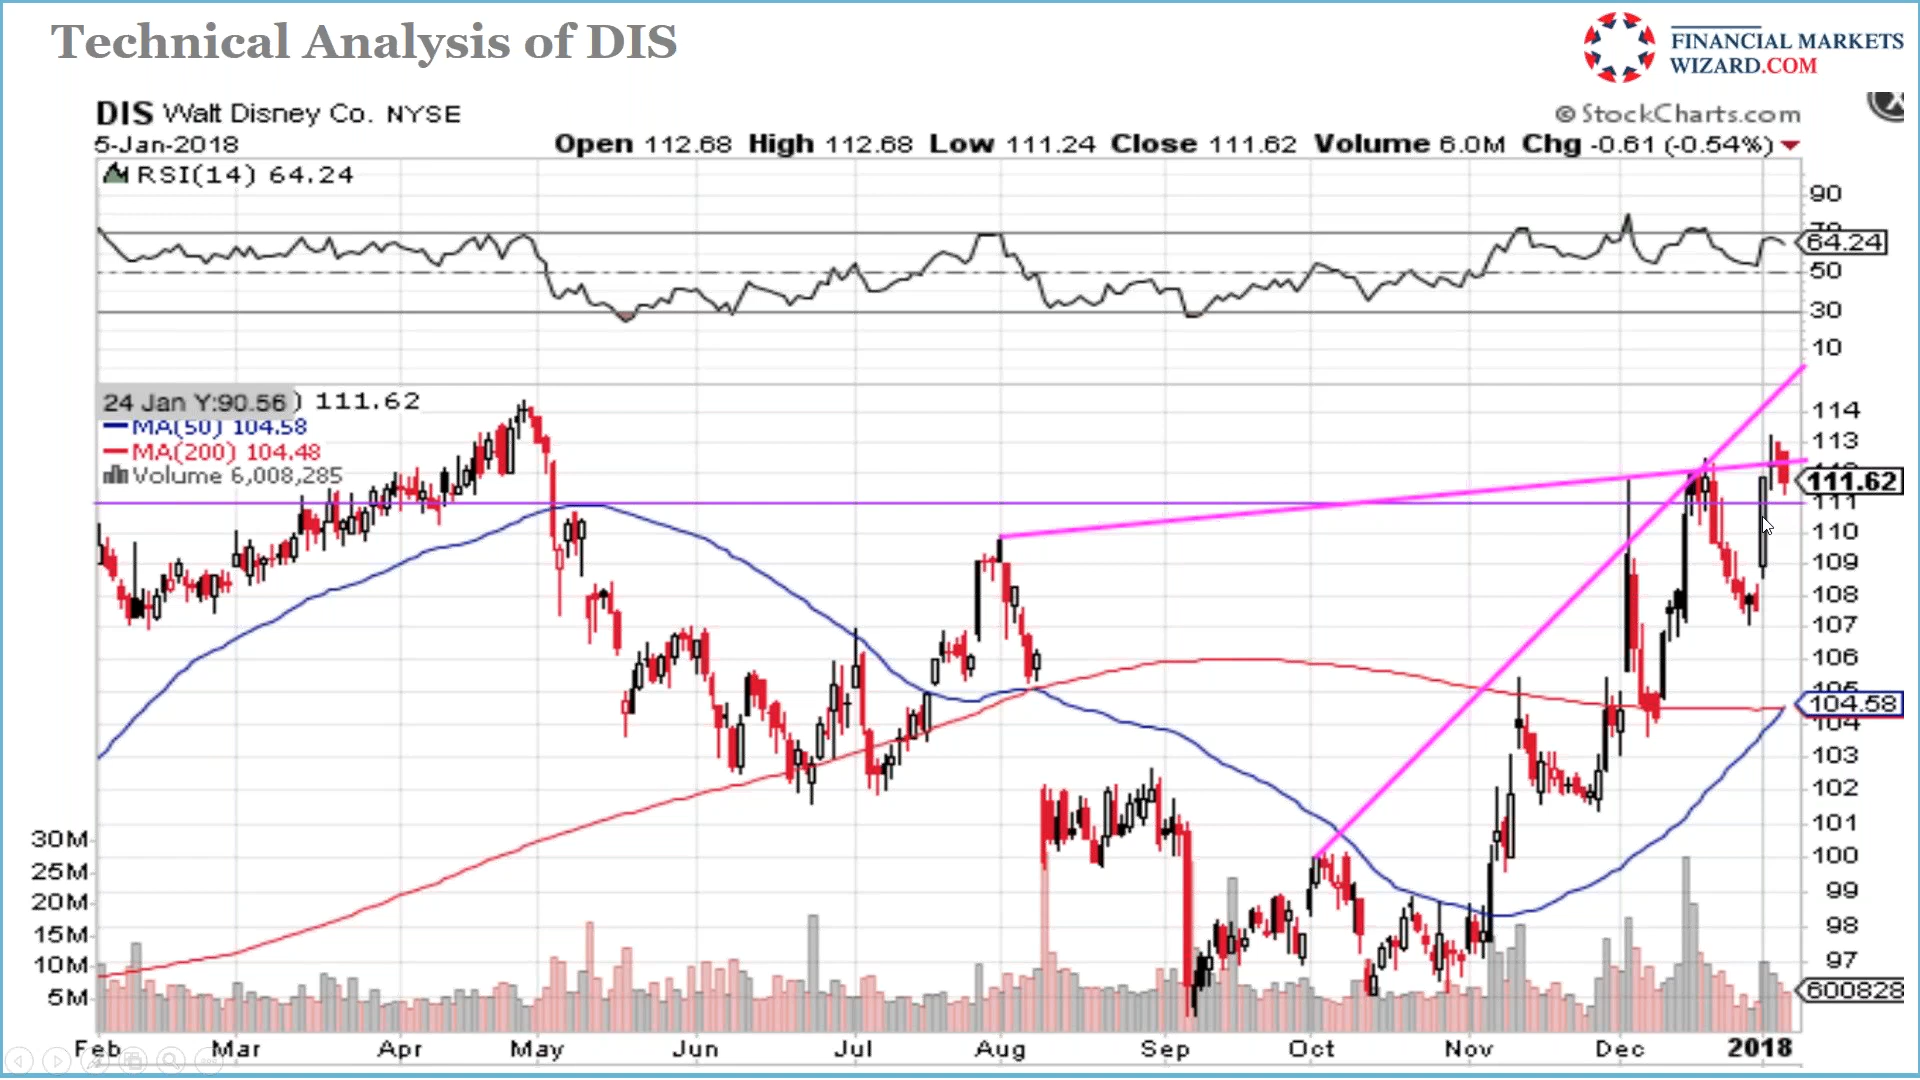 Technical Analysis of DIS
FINANCIAL MARKETS
WIZARD.COM
DIS Walt Disney Co. NYSE
© StockCharts.com
5-Jan-2018
Open 112.68 High 112.68 Low 111.24 Close 111.62 Volume 6.0M Chg -0.61 (-0.54%)
RSI(14) 64.24
90
70
64.24
50
30
10
24 Jan Y:90.56 ) 111.62
MA(50) 104.58
MA(200) 104.48
Volume 6,008,285
114
113
111.62
111
110
109
108
107
106
105
104.58
104
103
102
101
100
99
98
97
600828
30M
25M
20M
15M
10M
5M
Feb Mar Apr May Jun Jul Aug Sep Oct Nov Dec 2018